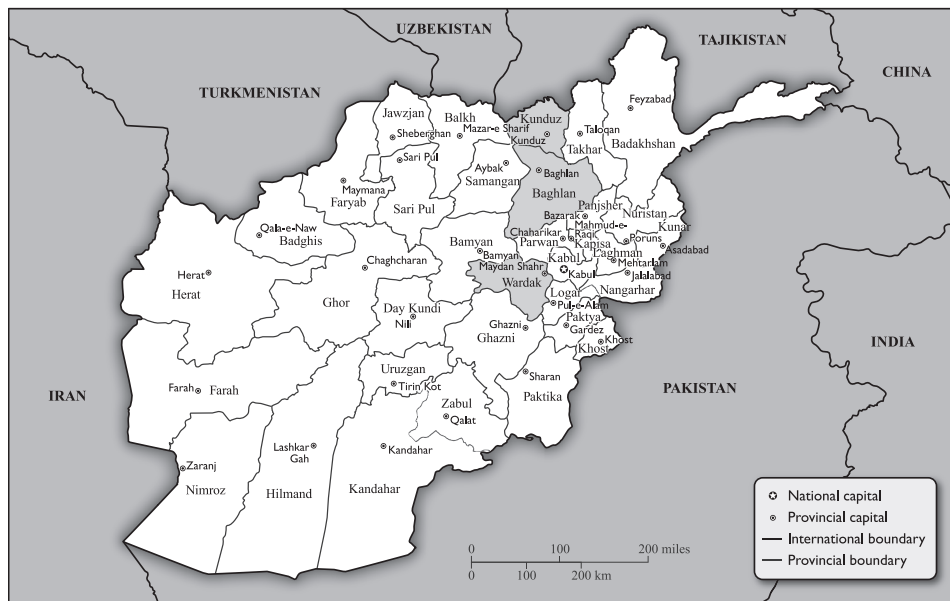 UZBEKISTAN
TAJIKISTAN
CHINA
TURKMENISTAN
Feyzabad
Jawzjan
Balkh
Kunduz
Mazar-e Sharif
Kunduz
Taloqan
Sheberghan
Takhar
Badakhshan
Sari Pul
Aybak
Samangan
Baghlan
Baghlan
Maymana
Faryab
Sari Pul
Panjsher
Bazarak
Nuristan
Mahmud-e-
Raqi
Kunar
Qala-e-Naw
Badghis
Chaharikar
Parwan
Kapisa
Poruns
Asadabad
Bamyan
Bamyan
Laghman
Kabul
Mehtarlam
Maydan Shahr
Kabul
Jalalabad
Chaghcharan
Herat
Herat
Wardak
Nangarhar
Ghor
Day Kundi
Nili
Logar
Pul-e-Alam
Paktya
Gardez
Ghazni
Ghazni
Khost
Khost
INDIA
Uruzgan
Tirin Kot
Sharan
Paktika
IRAN
Farah
Farah
PAKISTAN
Zabul
Qalat
Lashkar
Gah
Kandahar
Zaranj
Nimroz
Hilmand
Kandahar
National capital
Provincial capital
International boundary
Provincial boundary
0 100 200 miles
0 100 200 km